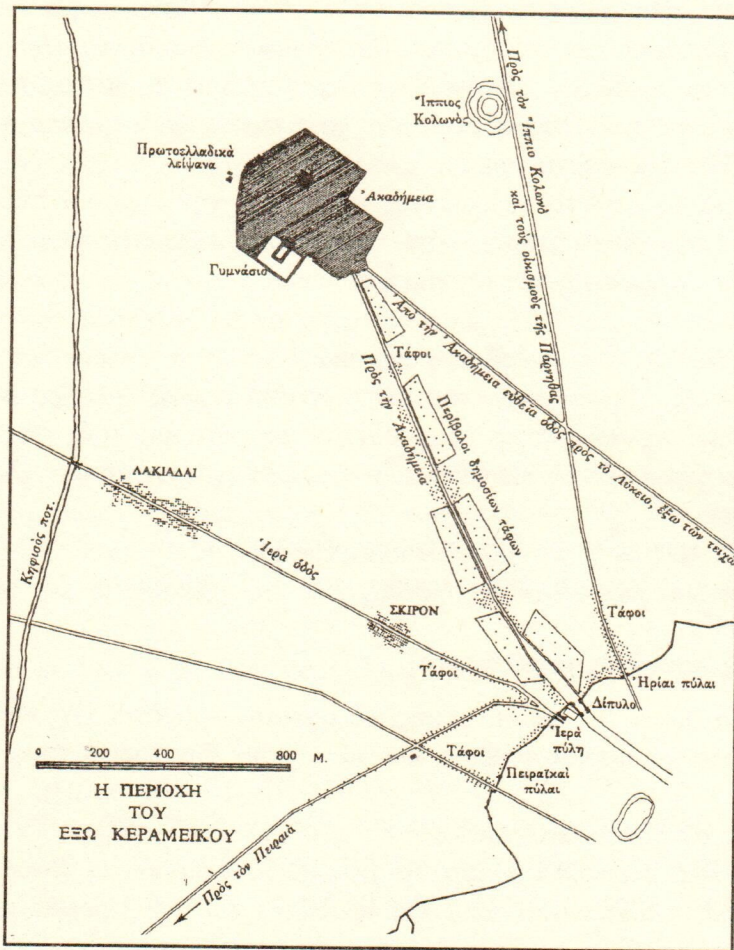 Ἵππιος
Κολωνός
Πρὸς τὸν Ἵππιο Κολωνὸ
καὶ τοὺς οἰκισμοὺς τῆς Πάρνηθας
Πρωτοελλαδικὰ
λείψανα
Ἀκαδήμεια
Γυμνάσιο
Τάφοι
Ἀπὸ τὴν Ἀκαδήμεια εὐθεία ὁδὸς πρὸς τὸ Λύκειο, ἔξω τῶν τειχῶ
Πρὸς τὴν Ἀκαδήμεια
Περίβολοι δημοσίων τάφων
ΛΑΚΙΑΔΑΙ
Κηφισὸς ποτ.
Ἱερὰ ὁδὸς
ΣΚΙΡΟΝ
Τάφοι
Τάφοι
Ἠρίαι πύλαι
Δίπυλο
Ἱερὰ
πύλη
Τάφοι
Πειραϊκαὶ
πύλαι
0 200 400 800 Μ.
Η ΠΕΡΙΟΧΗ
ΤΟΥ
ΕΞΩ ΚΕΡΑΜΕΙΚΟΥ
Πρὸς τὸν Πειραιᾶ